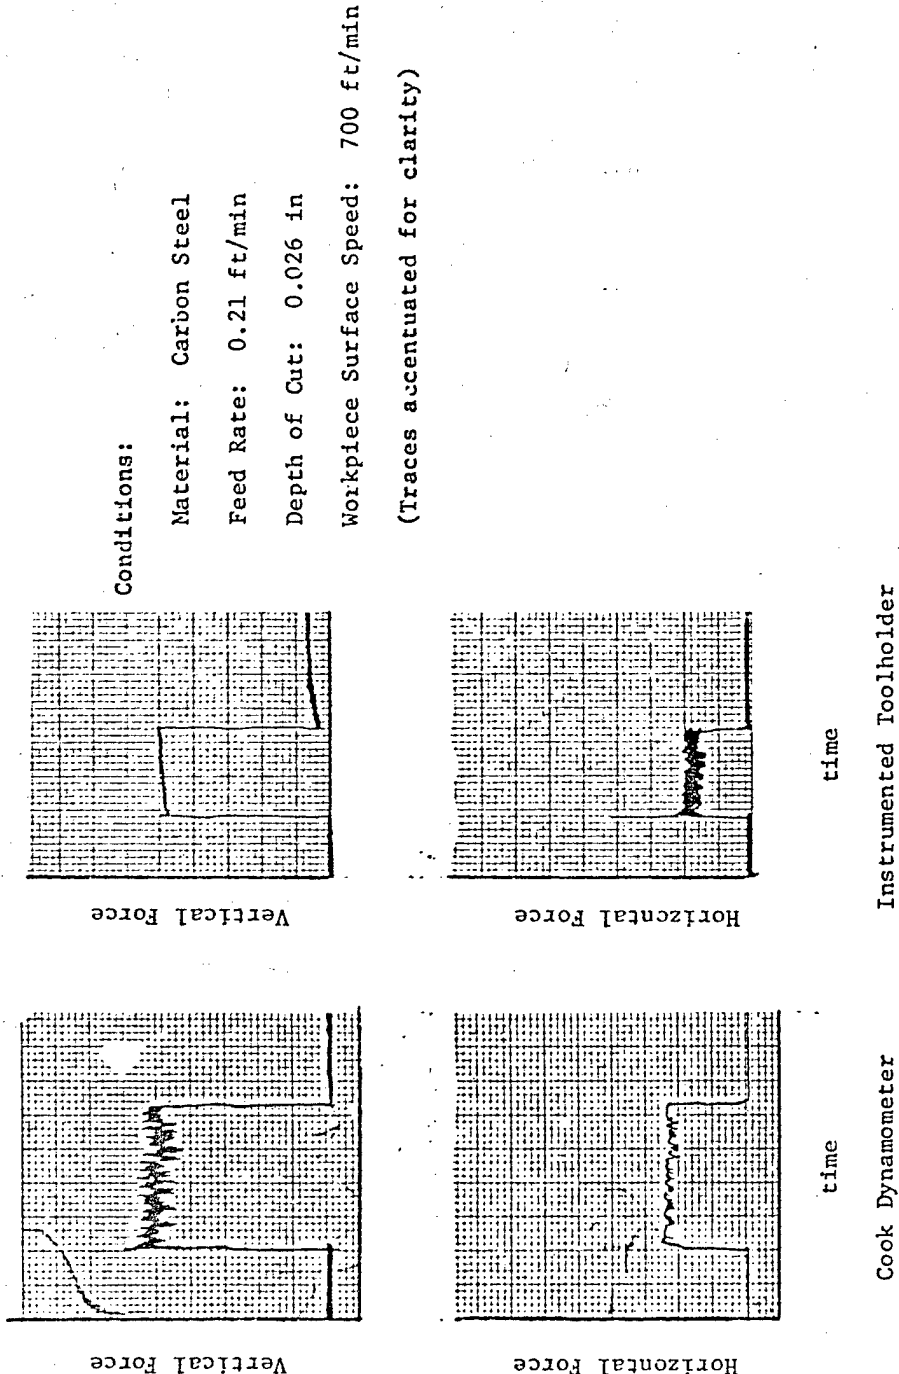 Conditions:
Material: Carbon Steel
Feed Rate: 0.21 ft/min
Depth of Cut: 0.026 in
Workpiece Surface Speed: 700 ft/min
(Traces accentuated for clarity)
Vertical Force
Vertical Force
Horizontal Force
Horizontal Force
time
time
Cook Dynamometer
Instrumented Toolholder